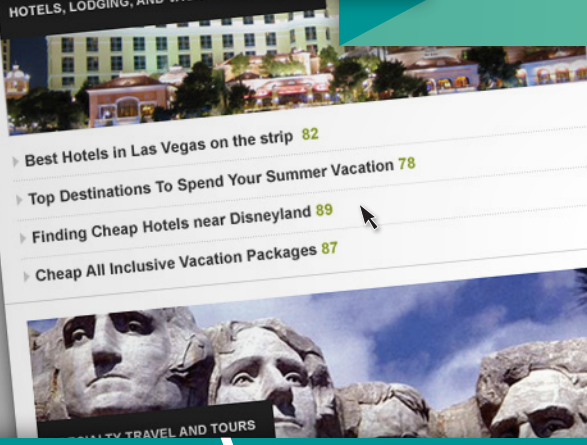 HOTELS, LODGING, AND
Best Hotels in Las Vegas on the strip 82
Top Destinations To Spend Your Summer Vacation 78
Finding Cheap Hotels near Disneyland 89
Cheap All Inclusive Vacation Packages 87
TRAVEL AND TOURS